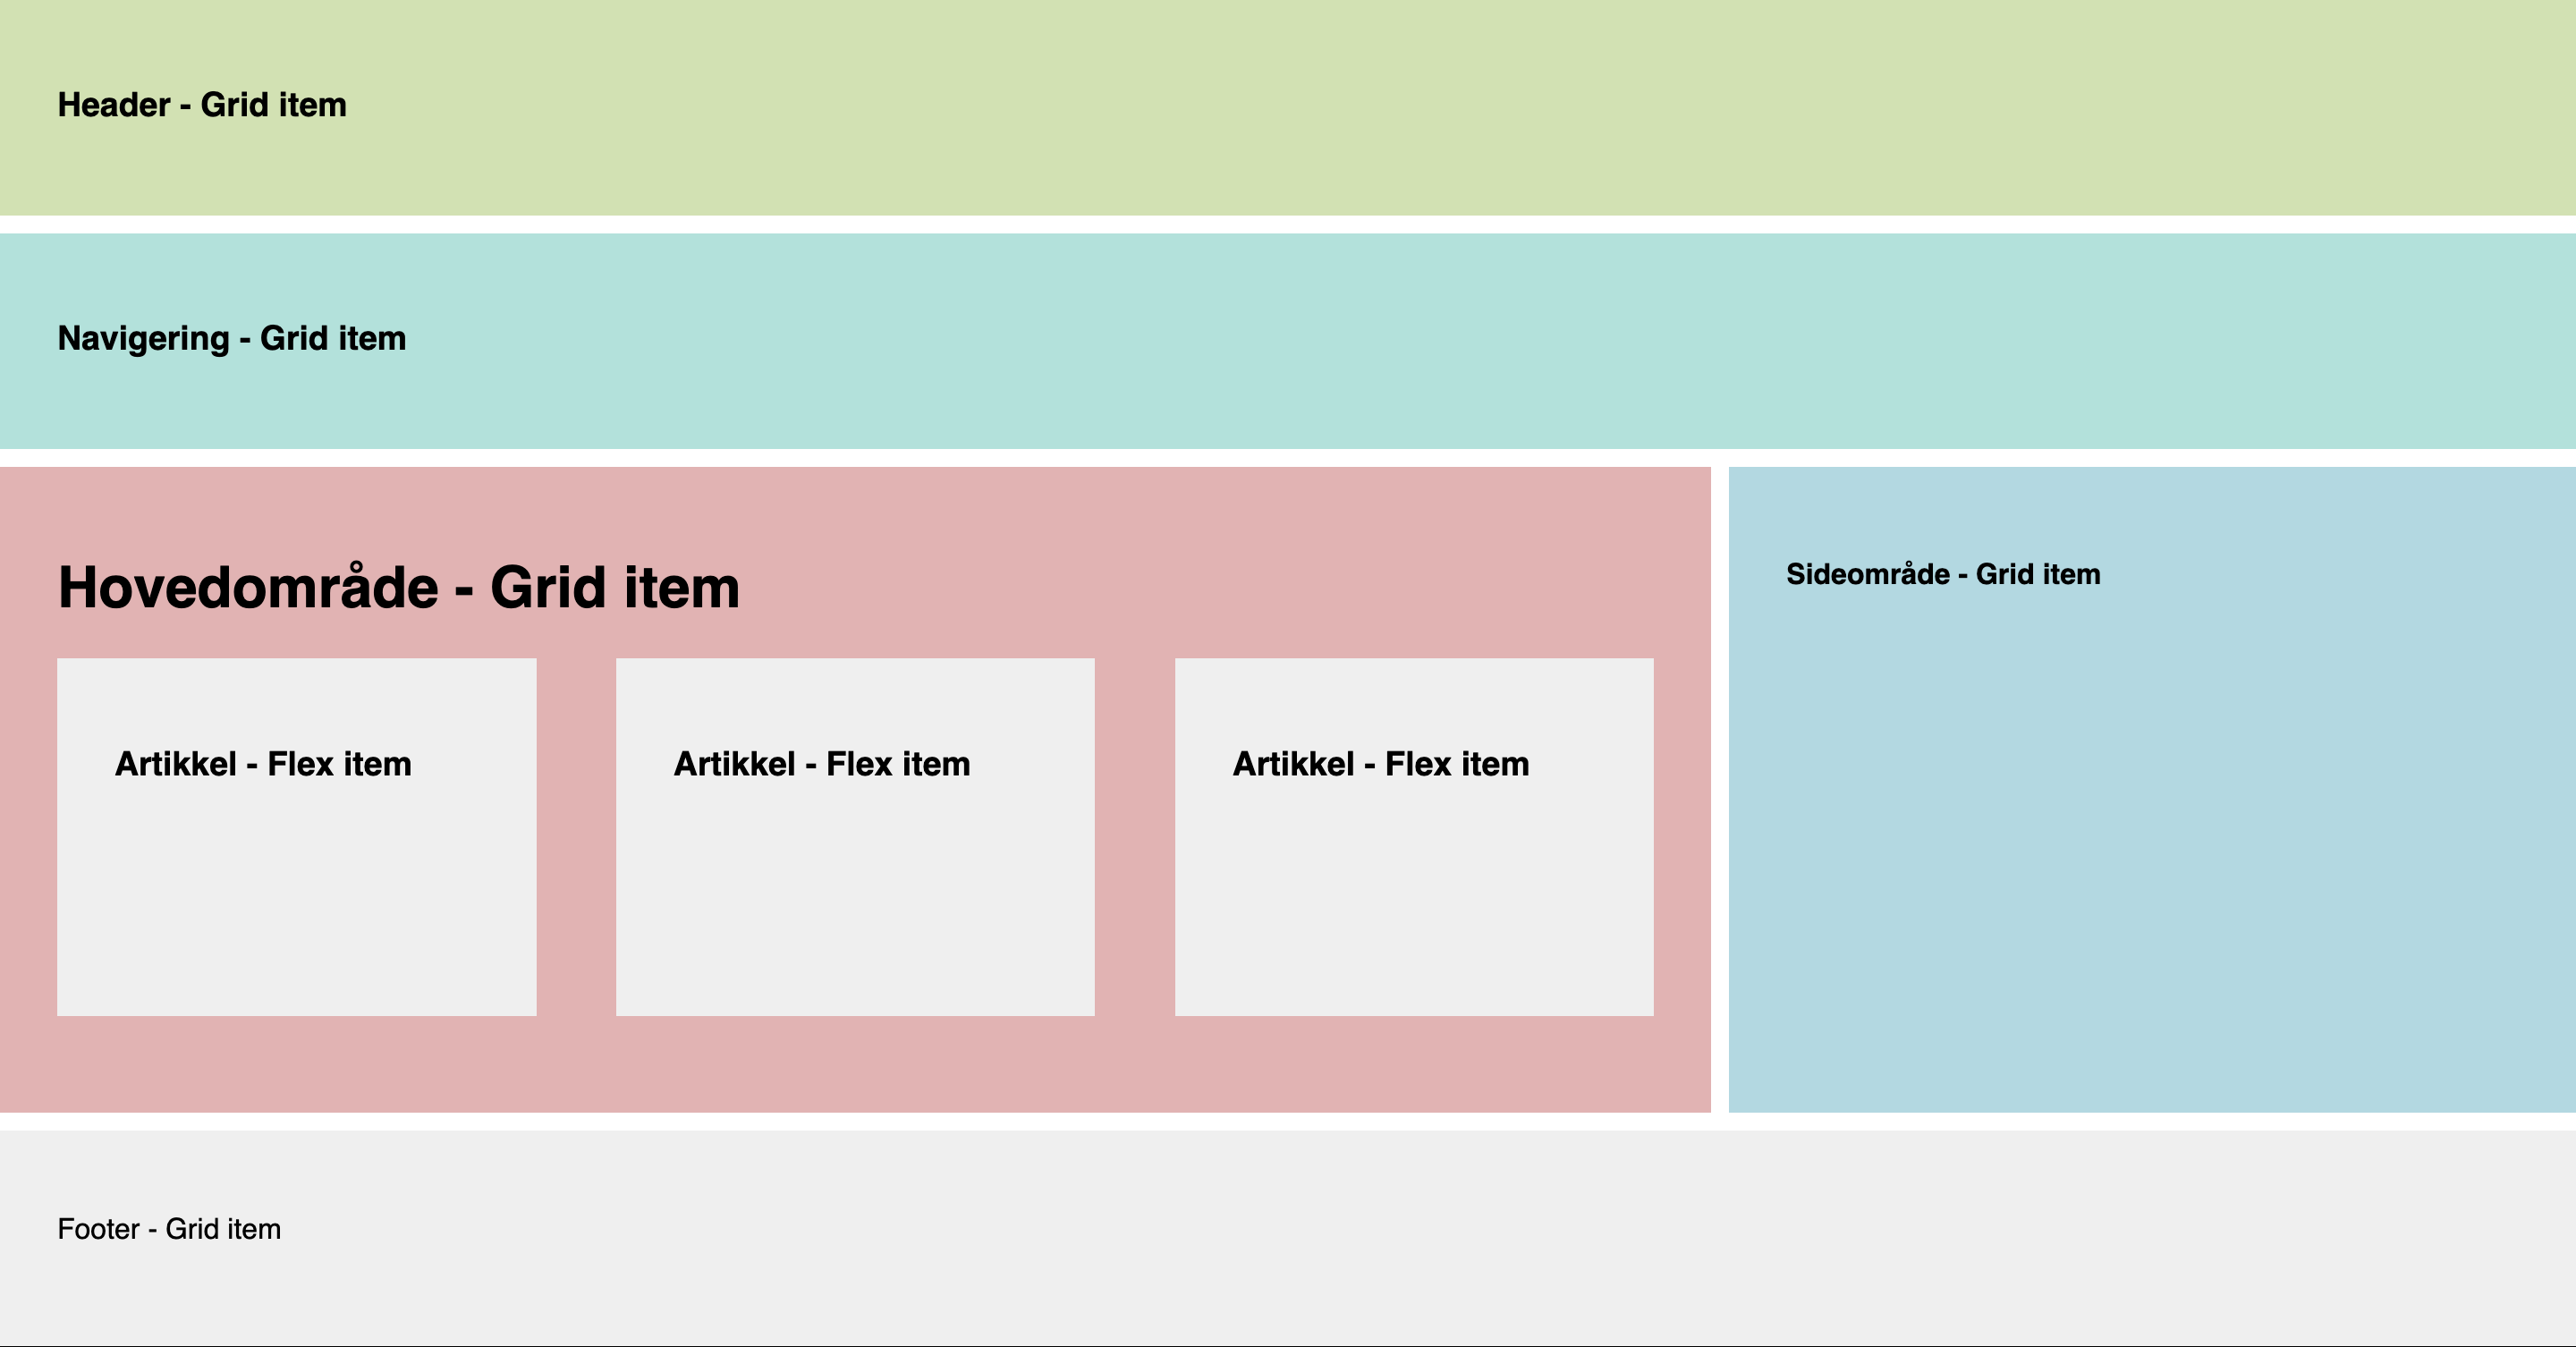 Header - Grid item
Navigering - Grid item
Hovedområde - Grid item
Sideområde - Grid item
Artikkel - Flex item
Artikkel - Flex item
Artikkel - Flex item
Footer - Grid item